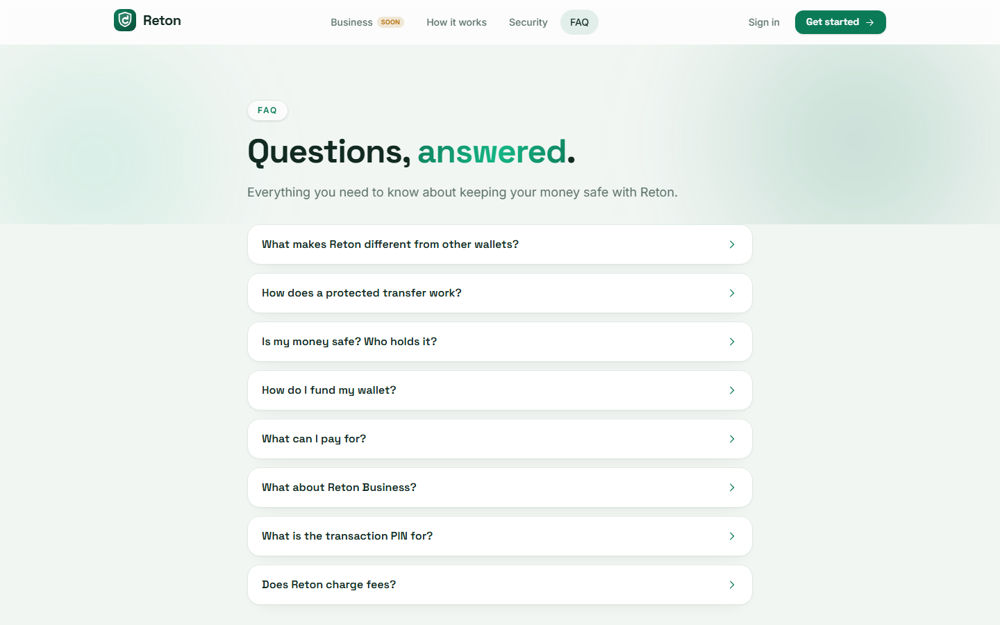 Reton
Business SOON
How it works
Security
FAQ
Sign in
Get started →
FAQ
Questions, answered.
Everything you need to know about keeping your money safe with Reton.
What makes Reton different from other wallets?
How does a protected transfer work?
Is my money safe? Who holds it?
How do I fund my wallet?
What can I pay for?
What about Reton Business?
What is the transaction PIN for?
Does Reton charge fees?